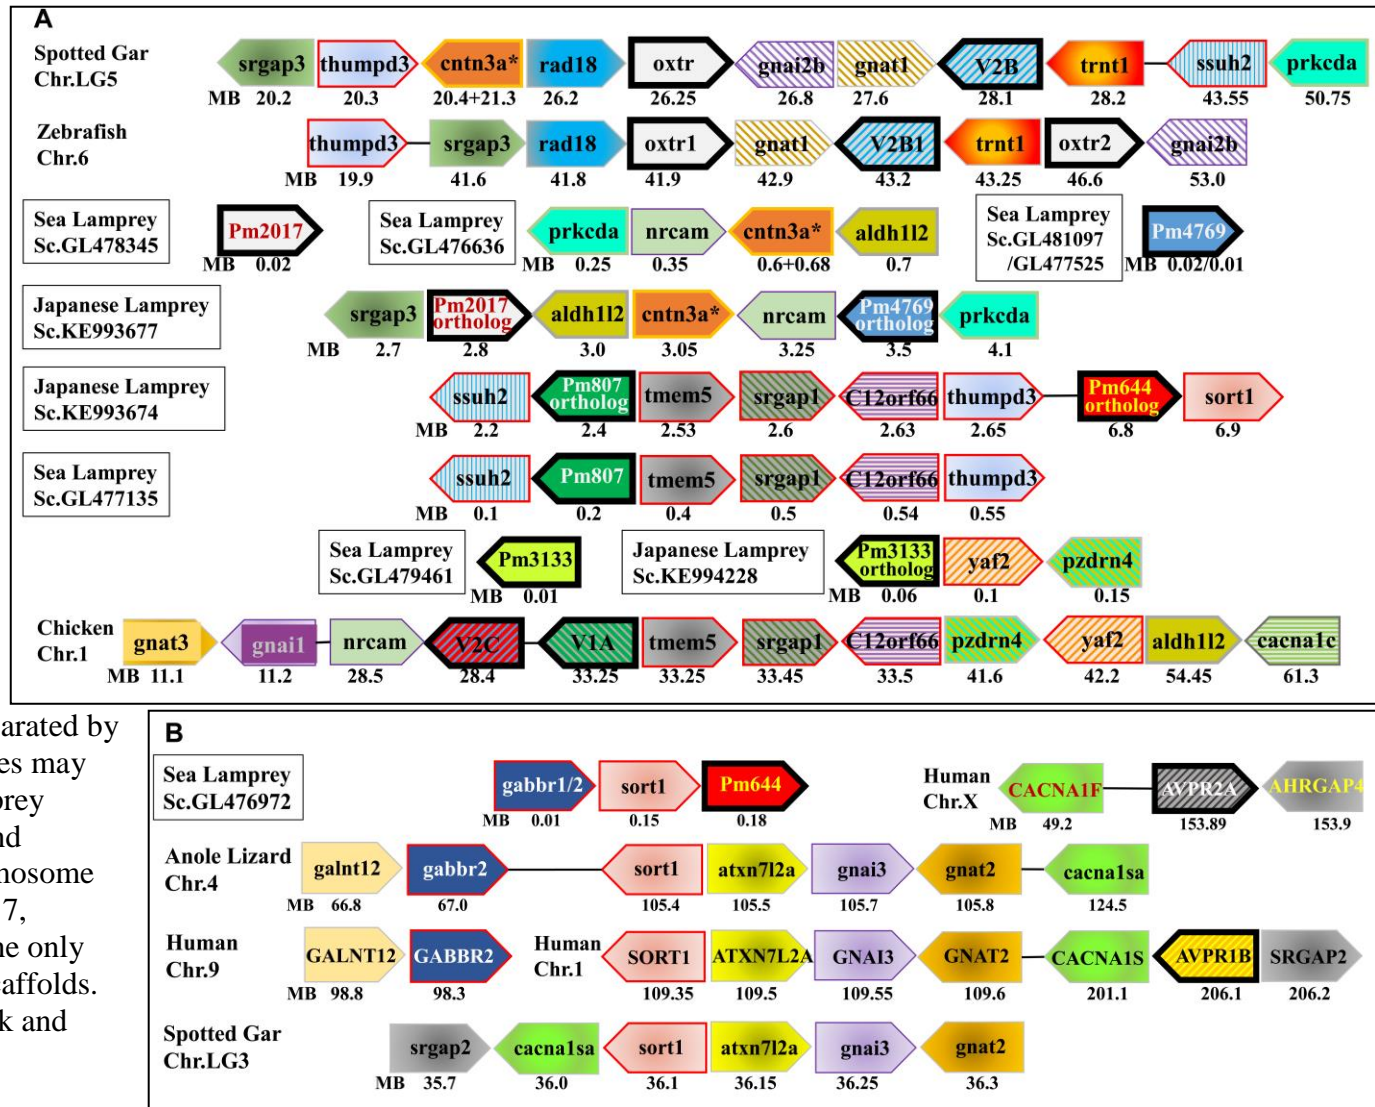 A
Spotted Gar
Chr.LG5
srgap3 thumpd3 cntn3a* rad18 oxtr gnai2b gnat1 V2B trnt1 ssuh2 prkcda
MB 20.2 20.3 20.4+21.3 26.2 26.25 26.8 27.6 28.1 28.2 43.55 50.75
Zebrafish
Chr.6
thumpd3 srgap3 rad18 oxtr1 gnat1 V2B1 trnt1 oxtr2 gnai2b
MB 19.9 41.6 41.8 41.9 42.9 43.2 43.25 46.6 53.0
Sea Lamprey
Sc.GL478345
Pm2017
MB 0.02
Sea Lamprey
Sc.GL476636
prkcda nrcam cntn3a* aldh1l2
MB 0.25 0.35 0.6+0.68 0.7
Sea Lamprey
Sc.GL481097
/GL477525
Pm4769
MB 0.02/0.01
Japanese Lamprey
Sc.KE993677
srgap3 Pm2017 ortholog aldh1l2 cntn3a* nrcam Pm4769 ortholog prkcda
MB 2.7 2.8 3.0 3.05 3.25 3.5 4.1
Japanese Lamprey
Sc.KE993674
ssuh2 Pm807 ortholog tmem5 srgap1 C12orf66 thumpd3 Pm644 ortholog sort1
MB 2.2 2.4 2.53 2.6 2.63 2.65 6.8 6.9
Sea Lamprey
Sc.GL477135
ssuh2 Pm807 tmem5 srgap1 C12orf66 thumpd3
MB 0.1 0.2 0.4 0.5 0.54 0.55
Sea Lamprey
Sc.GL479461
Pm3133
MB 0.01
Japanese Lamprey
Sc.KE994228
Pm3133 ortholog yaf2 pzdrn4
MB 0.06 0.1 0.15
Chicken
Chr.1
gnat3 gnai1 nrcam V2C V1A tmem5 srgap1 C12orf66 pzdrn4 yaf2 aldh1l2 cacna1c
MB 11.1 11.2 28.5 28.4 33.25 33.25 33.45 33.5 41.6 42.2 54.45 61.3
arated by
es may
prey
nd
mosome
17,
ne only
caffolds.
k and
B
Sea Lamprey
Sc.GL476972
gabbr1/2 sort1 Pm644
MB 0.01 0.15 0.18
Human
Chr.X
CACNA1F AVPR2A AHRGAP4
MB 49.2 153.89 153.9
Anole Lizard
Chr.4
galnt12 gabbr2 sort1 atxn7l2a gnai3 gnat2 cacna1sa
MB 66.8 67.0 105.4 105.5 105.7 105.8 124.5
Human
Chr.9
GALNT12 GABBR2
MB 98.8 98.3
Human
Chr.1
SORT1 ATXN7L2A GNAI3 GNAT2 CACNA1S AVPR1B SRGAP2
109.35 109.5 109.55 109.6 201.1 206.1 206.2
Spotted Gar
Chr.LG3
srgap2 cacna1sa sort1 atxn7l2a gnai3 gnat2
MB 35.7 36.0 36.1 36.15 36.25 36.3